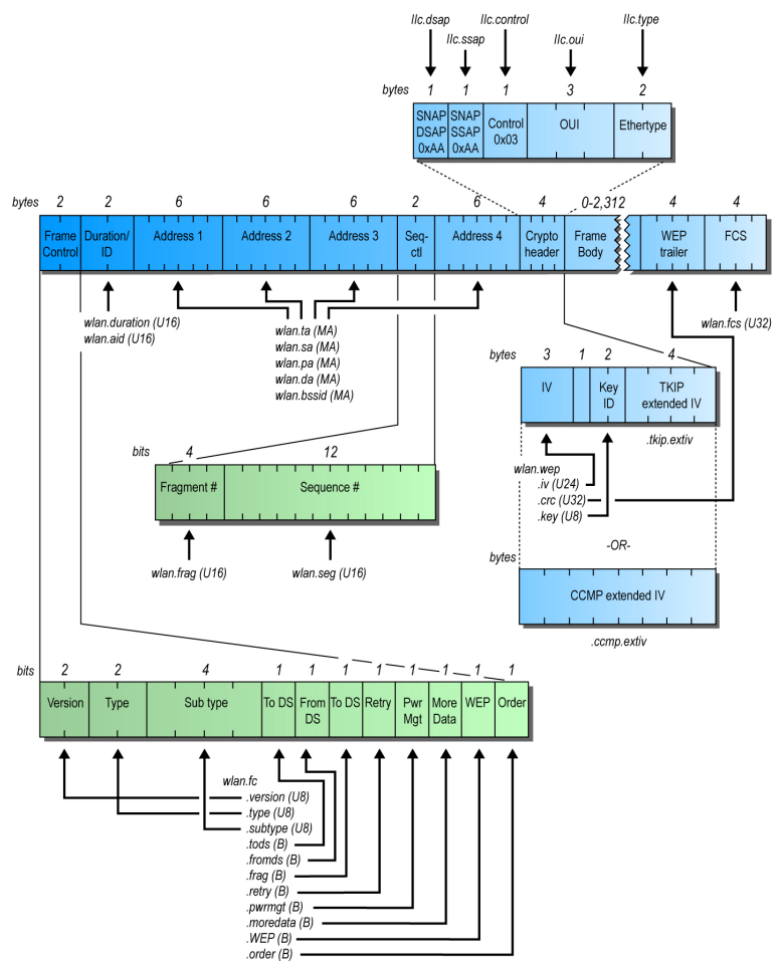 llc.dsap llc.control llc.type
llc.ssap llc.oui
bytes 1 1 1 3 2
SNAP DSAP 0xAA
SNAP SSAP 0xAA
Control 0x03
OUI
Ethertype
bytes 2 2 6 6 6 2 6 4 0-2,312 4 4
Frame Control
Duration/ ID
Address 1
Address 2
Address 3
Seq- ctl
Address 4
Crypto header
Frame Body
WEP trailer
FCS
wlan.duration (U16)
wlan.aid (U16)
wlan.ta (MA)
wlan.sa (MA)
wlan.pa (MA)
wlan.da (MA)
wlan.bssid (MA)
wlan.fcs (U32)
bytes 3 1 2 4
IV
Key ID
TKIP extended IV
.tkip.extiv
wlan.wep
.iv (U24)
.crc (U32)
.key (U8)
-OR-
bytes
CCMP extended IV
.ccmp.extiv
bits 4 12
Fragment #
Sequence #
wlan.frag (U16)
wlan.seg (U16)
bits 2 2 4 1 1 1 1 1 1 1 1
Version
Type
Sub type
To DS
From DS
To DS
Retry
Pwr Mgt
More Data
WEP
Order
wlan.fc
.version (U8)
.type (U8)
.subtype (U8)
.tods (B)
.fromds (B)
.frag (B)
.retry (B)
.pwrmgt (B)
.moredata (B)
.WEP (B)
.order (B)